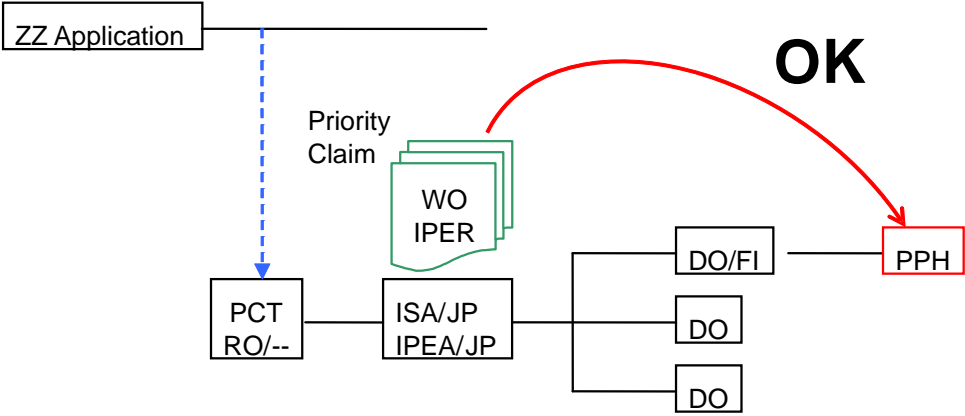 ZZ Application
OK
Priority
Claim
WO
IPER
DO/FI
PPH
PCT
RO/--
ISA/JP
IPEA/JP
DO
DO